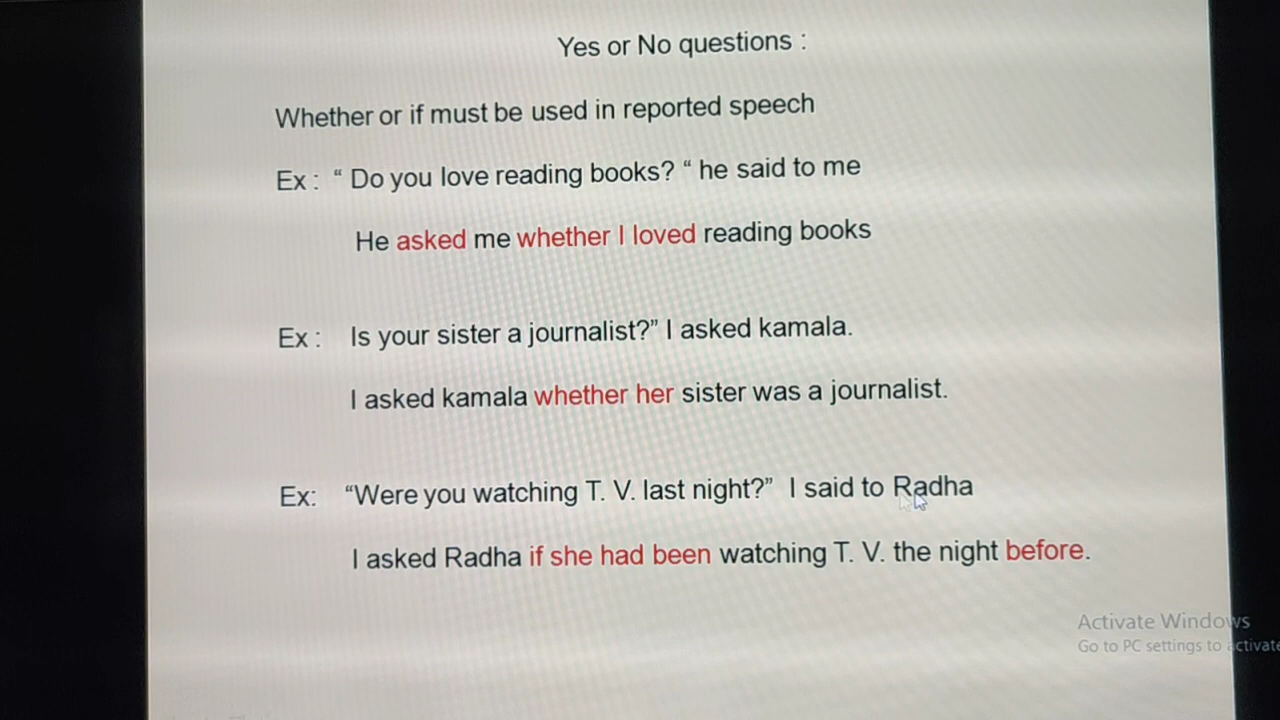 Yes or No questions :
Whether or if must be used in reported speech
Ex : “ Do you love reading books? “ he said to me
He asked me whether I loved reading books
Ex : Is your sister a journalist?” I asked kamala.
I asked kamala whether her sister was a journalist.
Ex: “Were you watching T. V. last night?” I said to Radha
I asked Radha if she had been watching T. V. the night before.
Activate Windows
Go to PC settings to activate